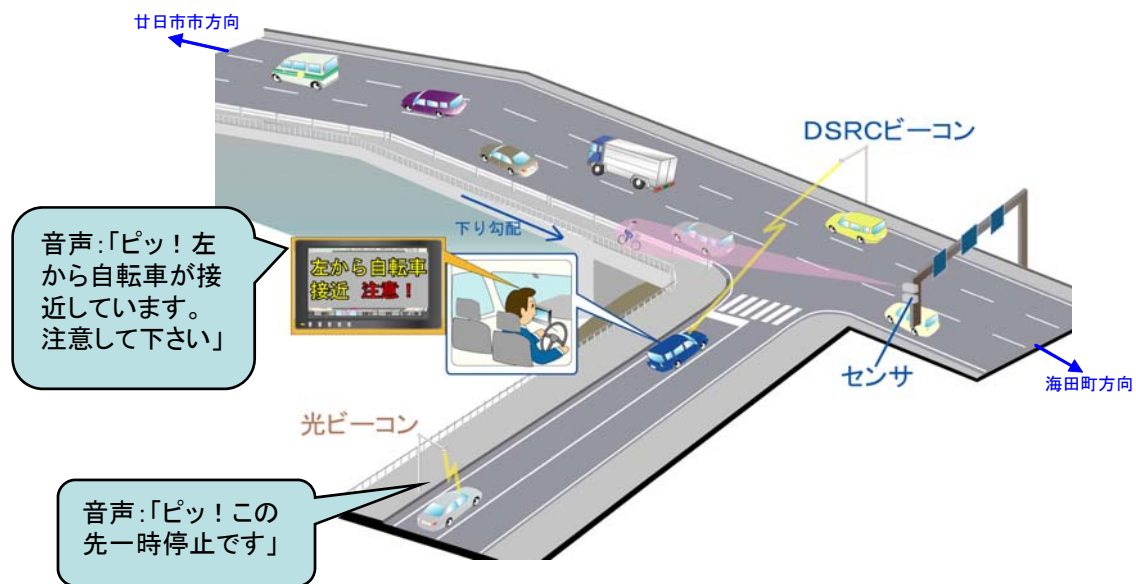 廿日市市方向
DSRCビーコン
下り勾配
音声:「ピッ！左
から自転車が接
近しています。
注意して下さい」
左から自転車
接近 注意！
センサ
海田町方向
光ビーコン
音声:「ピッ！この
先一時停止です」